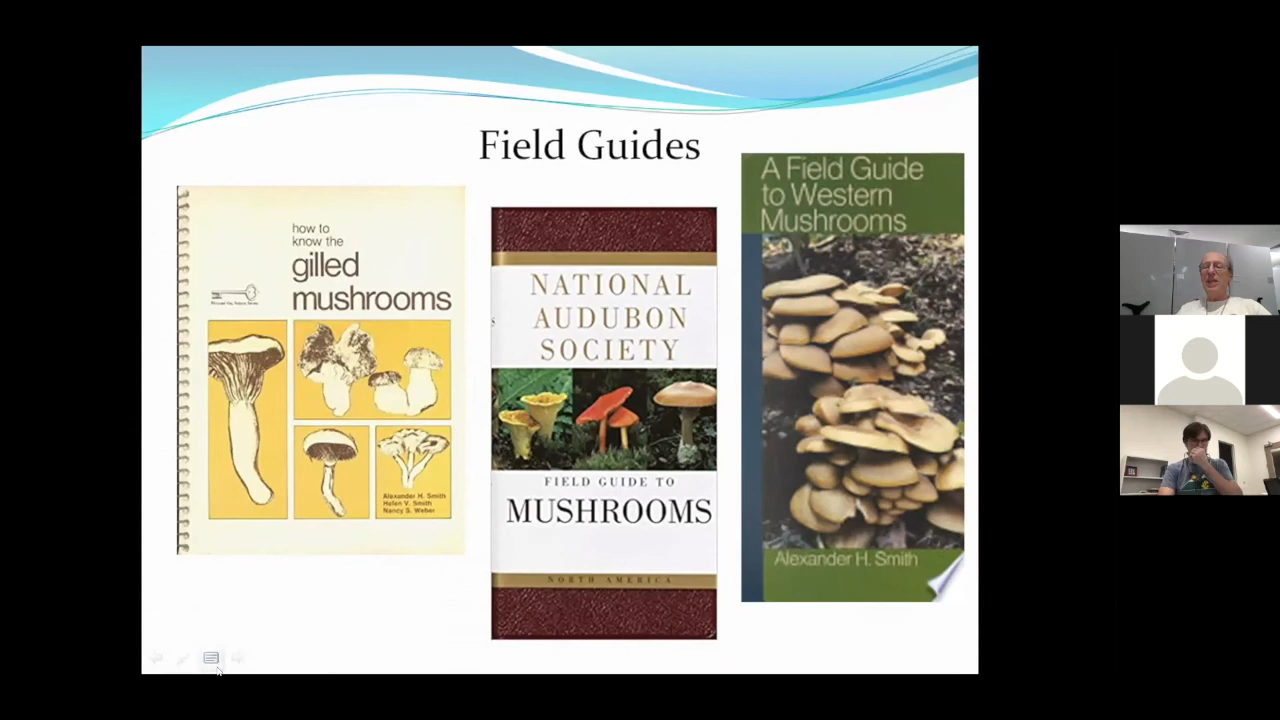 Field Guides
how to
know the
gilled
mushrooms
Alexander H. Smith
Helen V. Smith
Nancy S. Weber
NATIONAL
AUDUBON
SOCIETY
FIELD GUIDE TO
MUSHROOMS
NORTH AMERICA
A Field Guide
to Western
Mushrooms
Alexander H. Smith